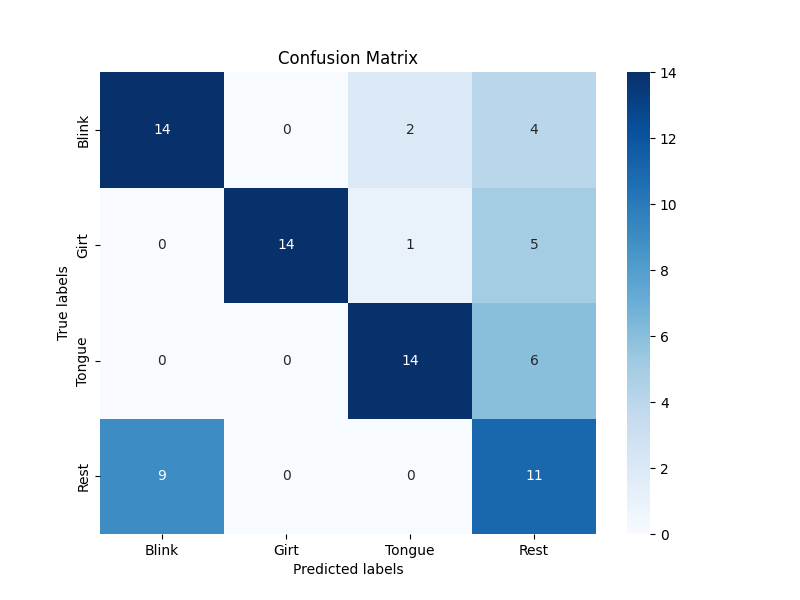 Confusion Matrix
True labels
Blink
14 0 2 4
Girt
0 14 1 5
Tongue
0 0 14 6
Rest
9 0 0 11
Blink Girt Tongue Rest
Predicted labels
14
12
10
8
6
4
2
0